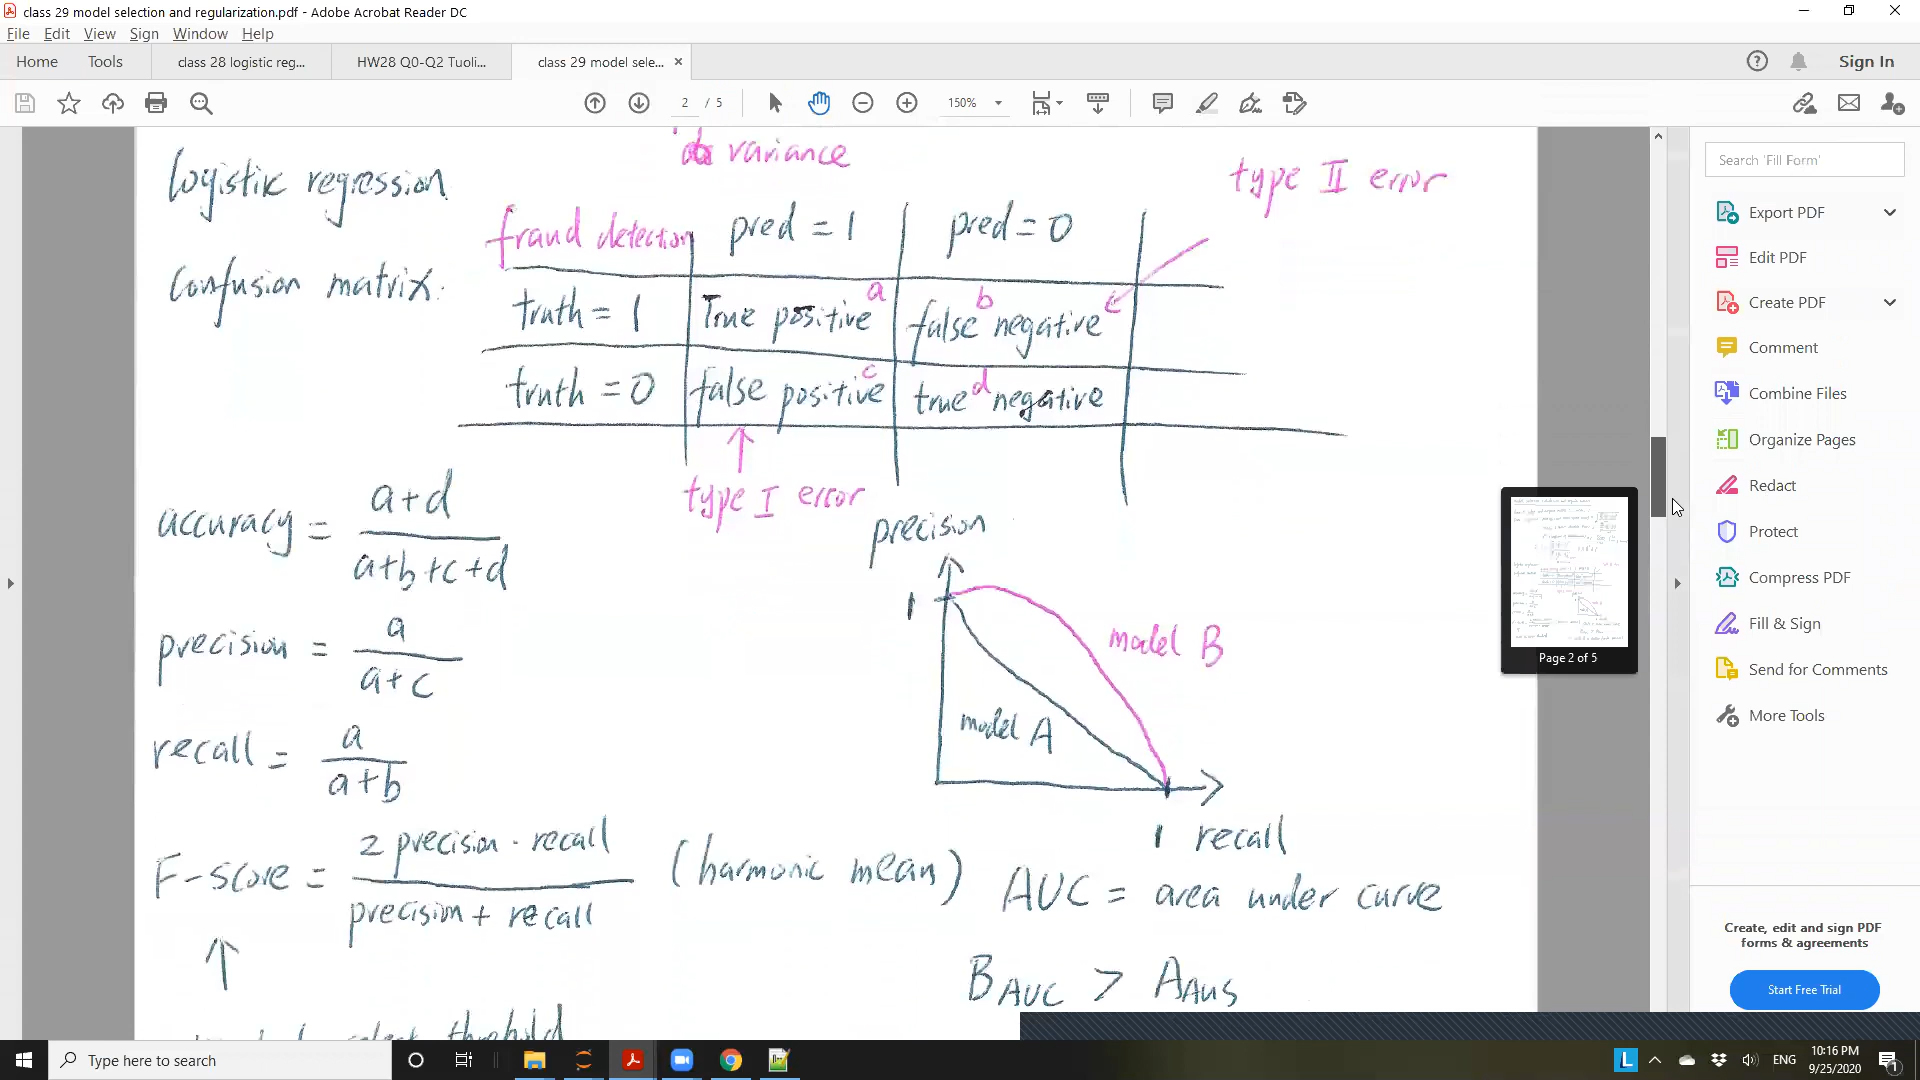 class 29 model selection and regularization.pdf - Adobe Acrobat Reader DC
File Edit View Sign Window Help
Home Tools class 28 logistic reg... HW28 Q0-Q2 Tuoli... class 29 model sele... × Sign In
2 / 5 150%
variance
logistic regression
type II error
fraud detection pred = 1 pred = 0
confusion matrix:
truth = 1 True positive a false negative b
truth = 0 false positive c true negative d
type I error
accuracy = a+d
a+b+c+d
precision = a
a+c
recall = a
a+b
F-score = 2 precision · recall
precision + recall
(harmonic mean)
precision
1
model B
model A
1 recall
AUC = area under curve
B AUC > A AUS
select threshold
Page 2 of 5
Search 'Fill Form'
Export PDF
Edit PDF
Create PDF
Comment
Combine Files
Organize Pages
Redact
Protect
Compress PDF
Fill & Sign
Send for Comments
More Tools
Create, edit and sign PDF
forms & agreements
Start Free Trial
Type here to search
L
ENG
10:16 PM
9/25/2020
1